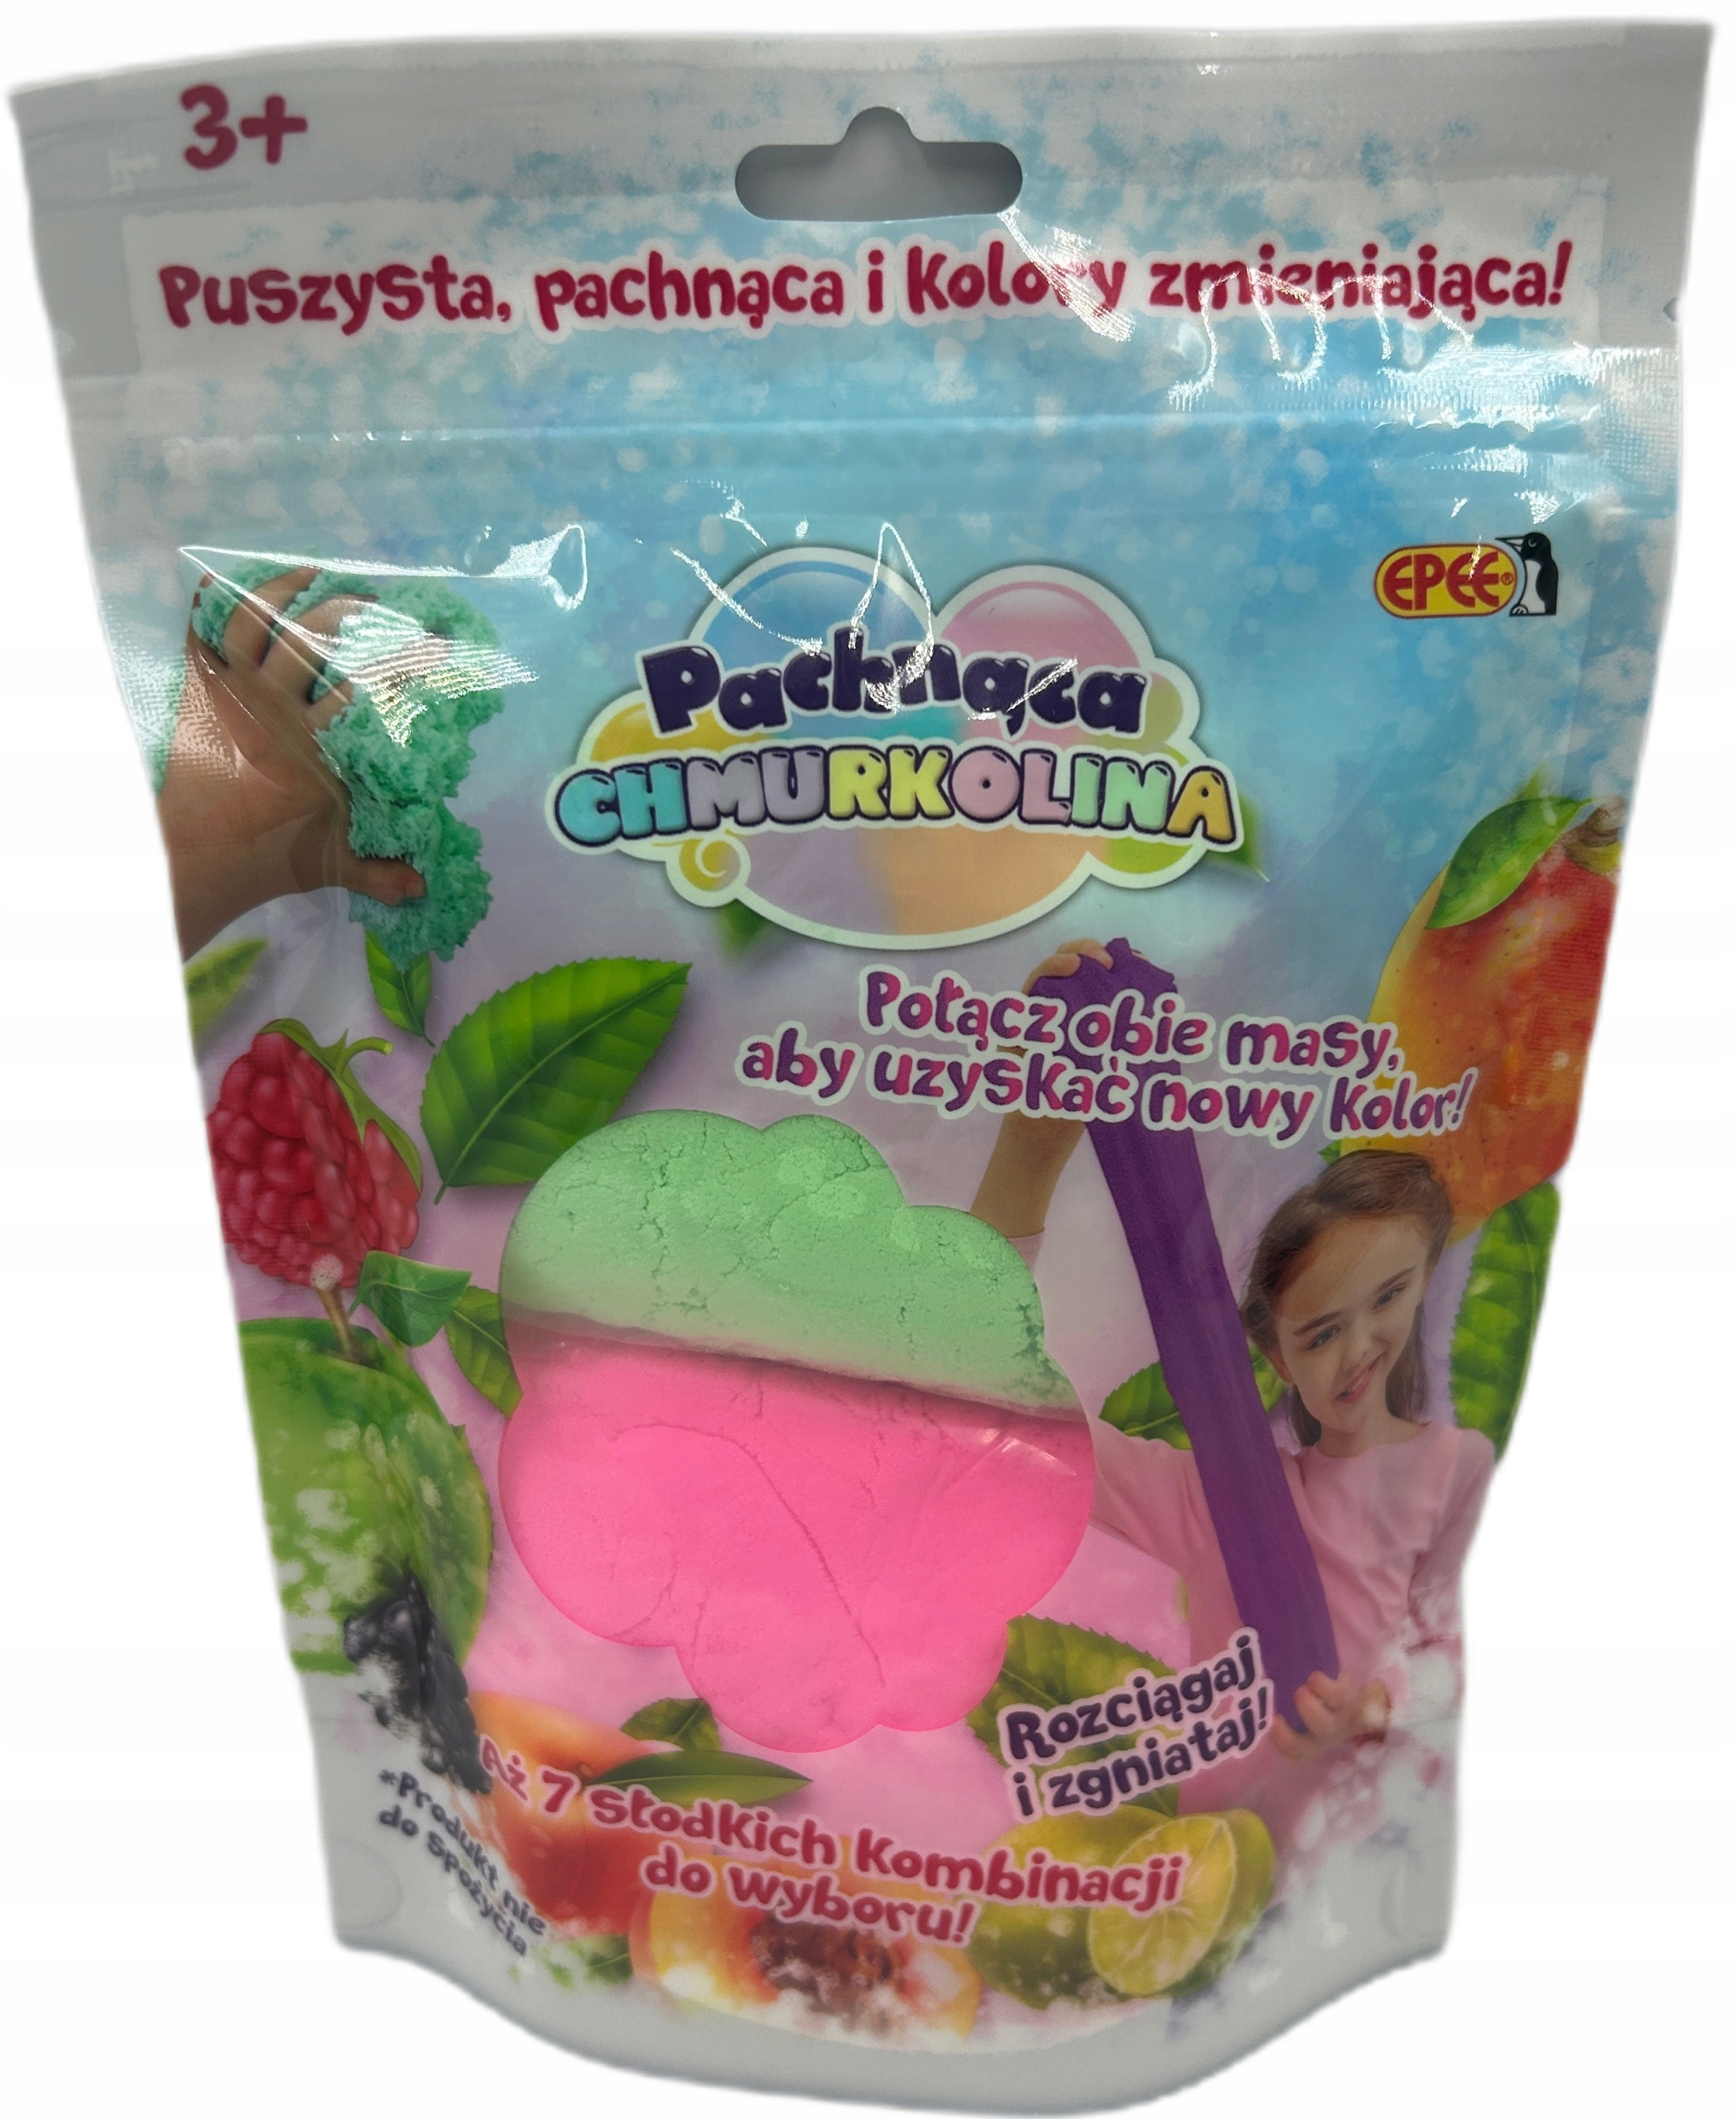 3+
Puszysta, pachnąca i kolory zmieniająca!
EPEE®
Pachnąca
CHMURKOLINA
Połącz obie masy,
aby uzyskać nowy kolor!
Rozciągaj
i zgniataj!
Aż 7 słodkich kombinacji
do wyboru!
*Produkt nie
do spożycia